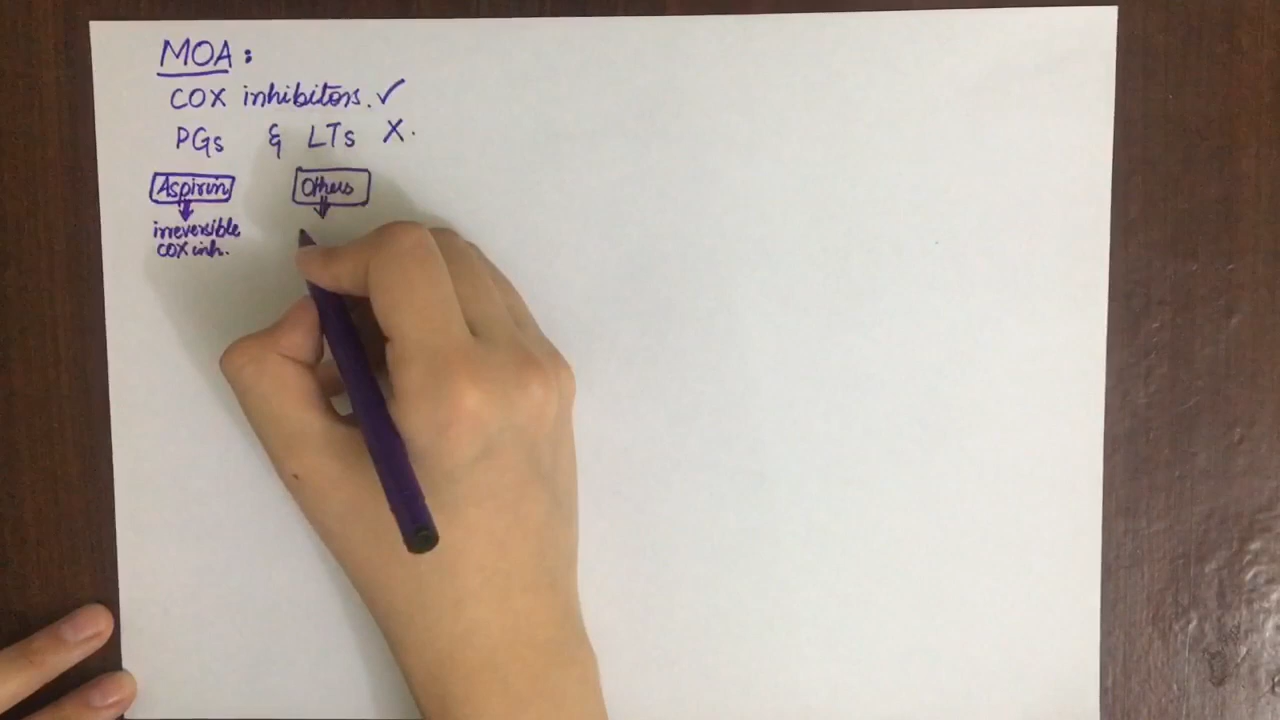 MOA:
COX inhibitors. ✓
PGs & LTs X.
Aspirin Others
irreversible
COX inh.